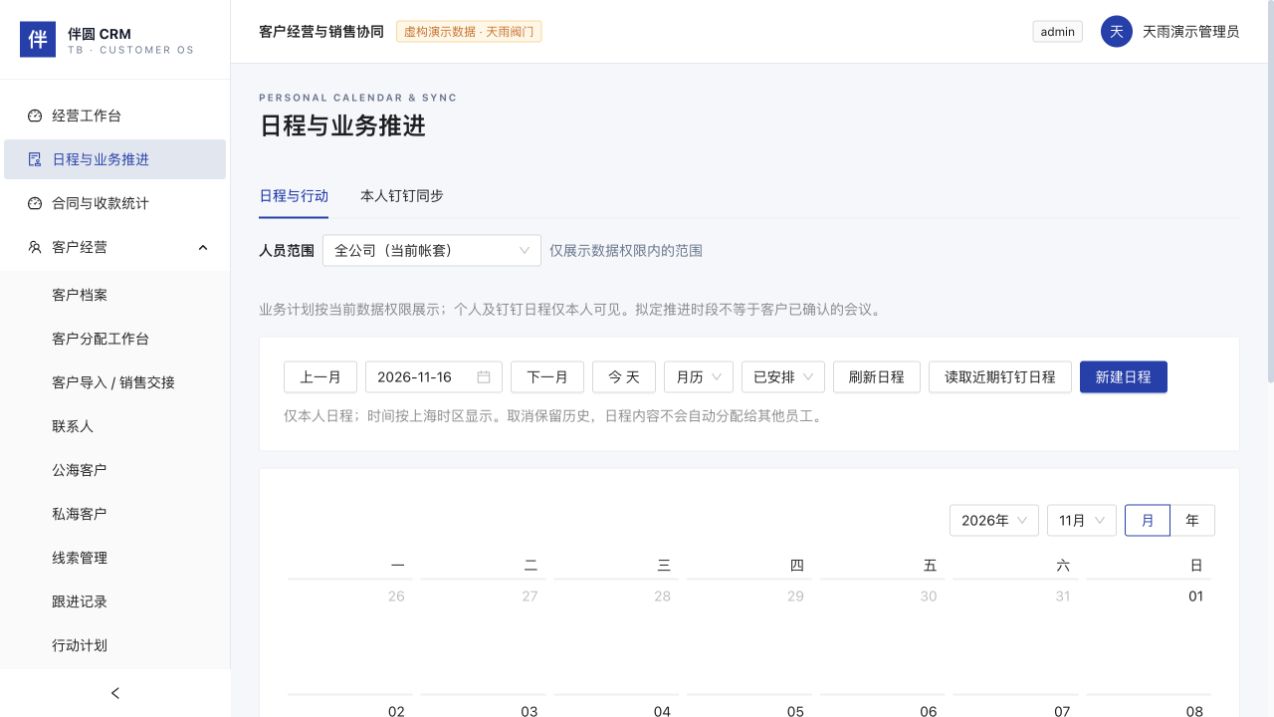 伴 伴圆 CRM
TB · CUSTOMER OS
客户经营与销售协同 虚构演示数据 · 天雨阀门 admin 天 天雨演示管理员
经营工作台
日程与业务推进
合同与收款统计
客户经营
客户档案
客户分配工作台
客户导入 / 销售交接
联系人
公海客户
私海客户
线索管理
跟进记录
行动计划
PERSONAL CALENDAR & SYNC
日程与业务推进
日程与行动 本人钉钉同步
人员范围 全公司（当前帐套） 仅展示数据权限内的范围
业务计划按当前数据权限展示；个人及钉钉日程仅本人可见。拟定推进时段不等于客户已确认的会议。
上一月 2026-11-16 下一月 今 天 月历 已安排 刷新日程 读取近期钉钉日程 新建日程
仅本人日程；时间按上海时区显示。取消保留历史，日程内容不会自动分配给其他员工。
2026年 11月 月 年
一 二 三 四 五 六 日
26 27 28 29 30 31 01
02 03 04 05 06 07 08